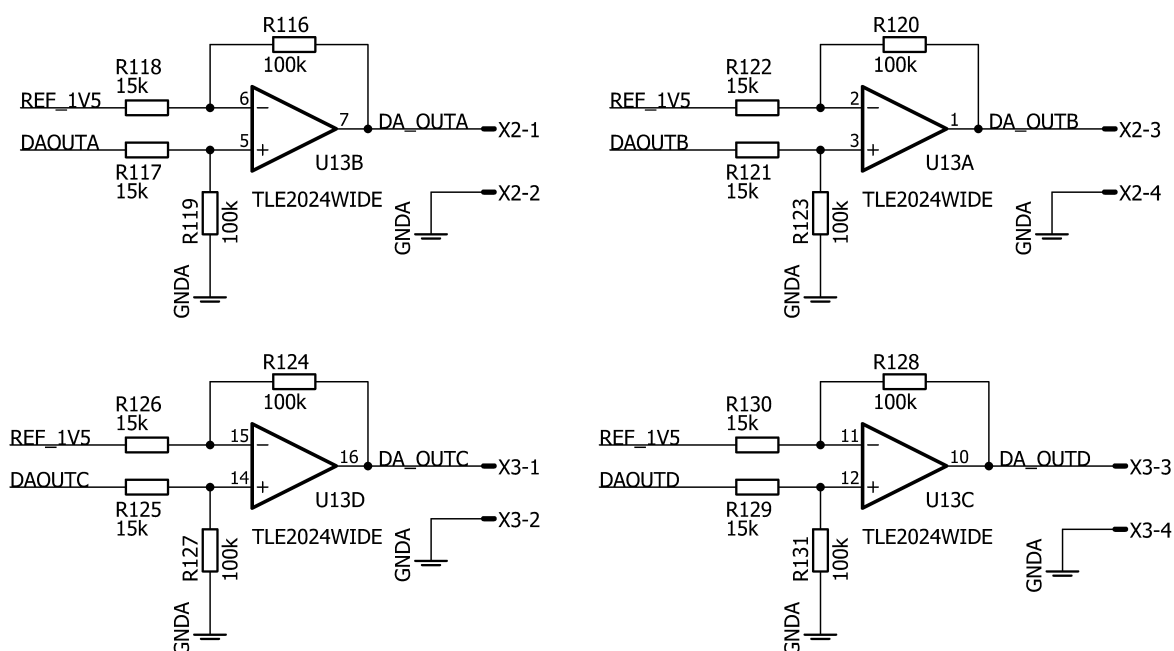 R116
100k
R118
15k
REF_1V5
6
7
DA_OUTA
X2-1
DAOUTA
5
R117
15k
U13B
TLE2024WIDE
R119
100k
GNDA
X2-2
GNDA
R120
100k
R122
15k
REF_1V5
2
1
DA_OUTB
X2-3
DAOUTB
3
R121
15k
U13A
TLE2024WIDE
R123
100k
GNDA
X2-4
GNDA
R124
100k
R126
15k
REF_1V5
15
16
DA_OUTC
X3-1
DAOUTC
14
R125
15k
U13D
TLE2024WIDE
R127
100k
GNDA
X3-2
GNDA
R128
100k
R130
15k
REF_1V5
11
10
DA_OUTD
X3-3
DAOUTD
12
R129
15k
U13C
TLE2024WIDE
R131
100k
GNDA
X3-4
GNDA